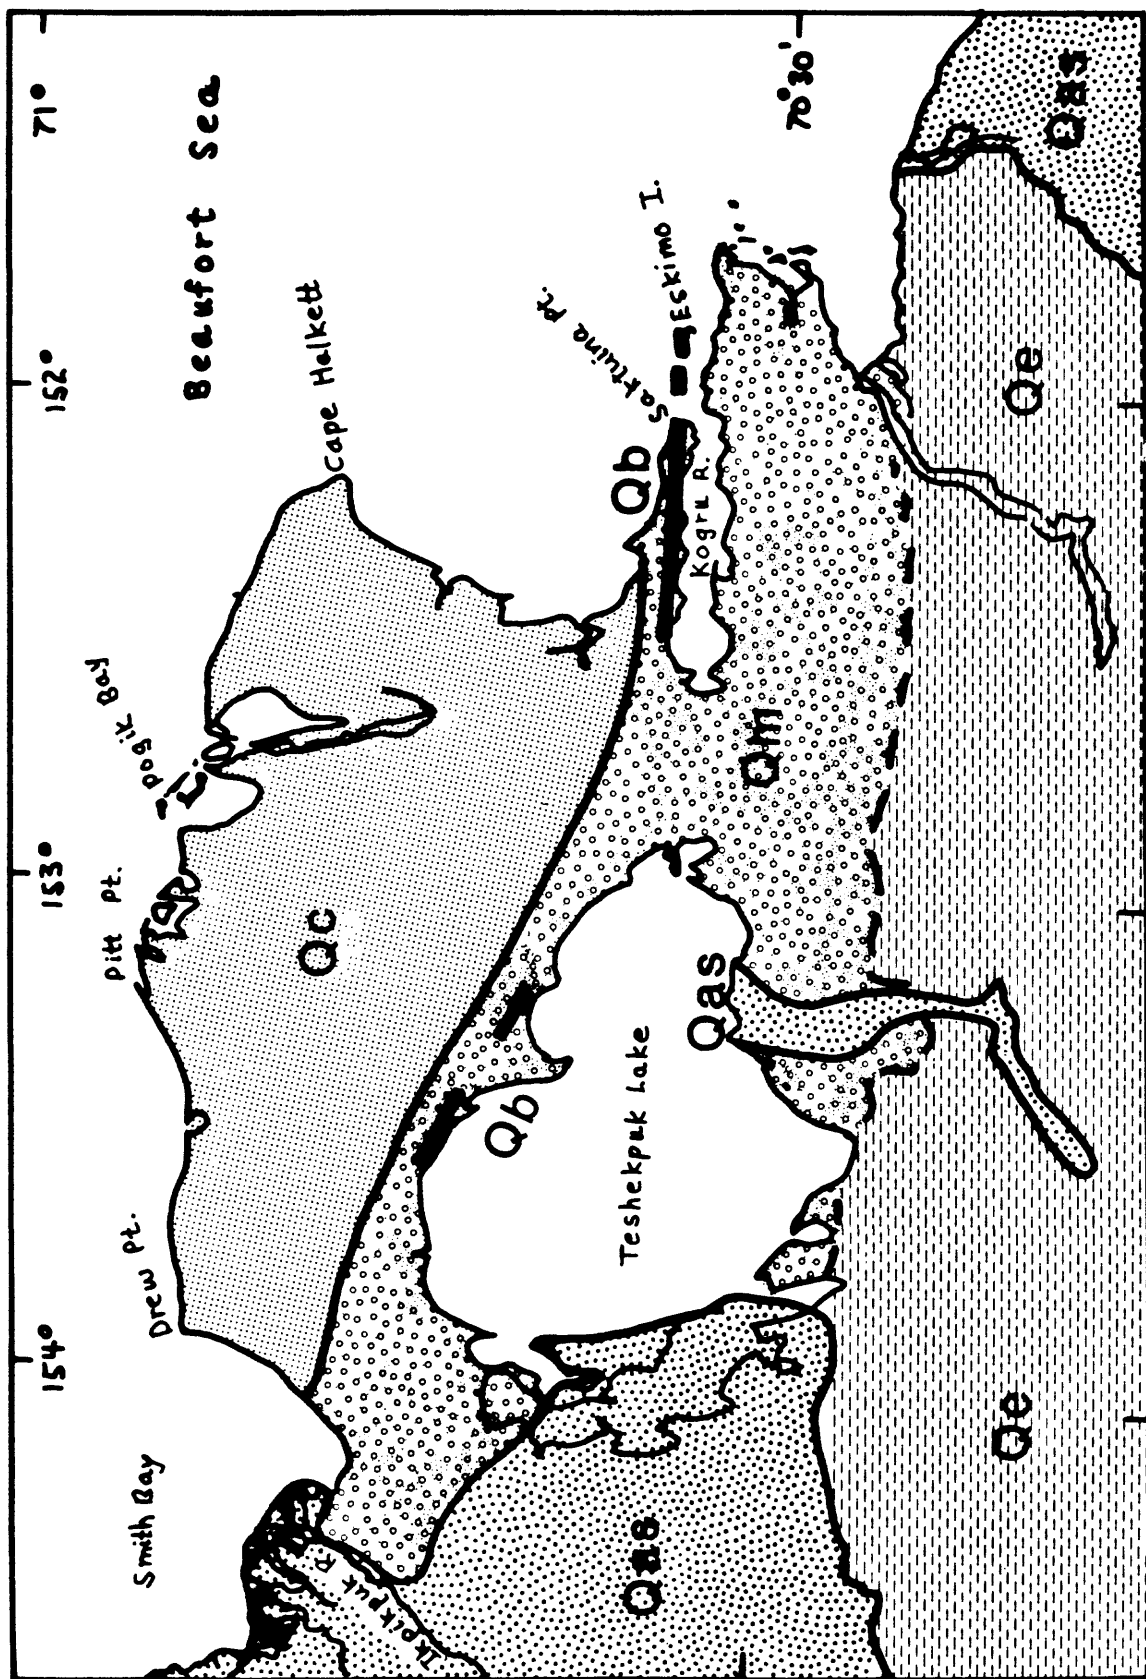 71°
70°30'
Beaufort Sea
152°
153°
154°
Cape Halkett
Pogik Bay
Pitt Pt.
Drew Pt.
Smith Bay
Ikpikpuk R
Saktuina Pt.
Eskimo I.
Kogru R.
Teshekpuk Lake
Qc
Qb
Qb
Qm
Qas
Qas
Qas
Qe
Qe